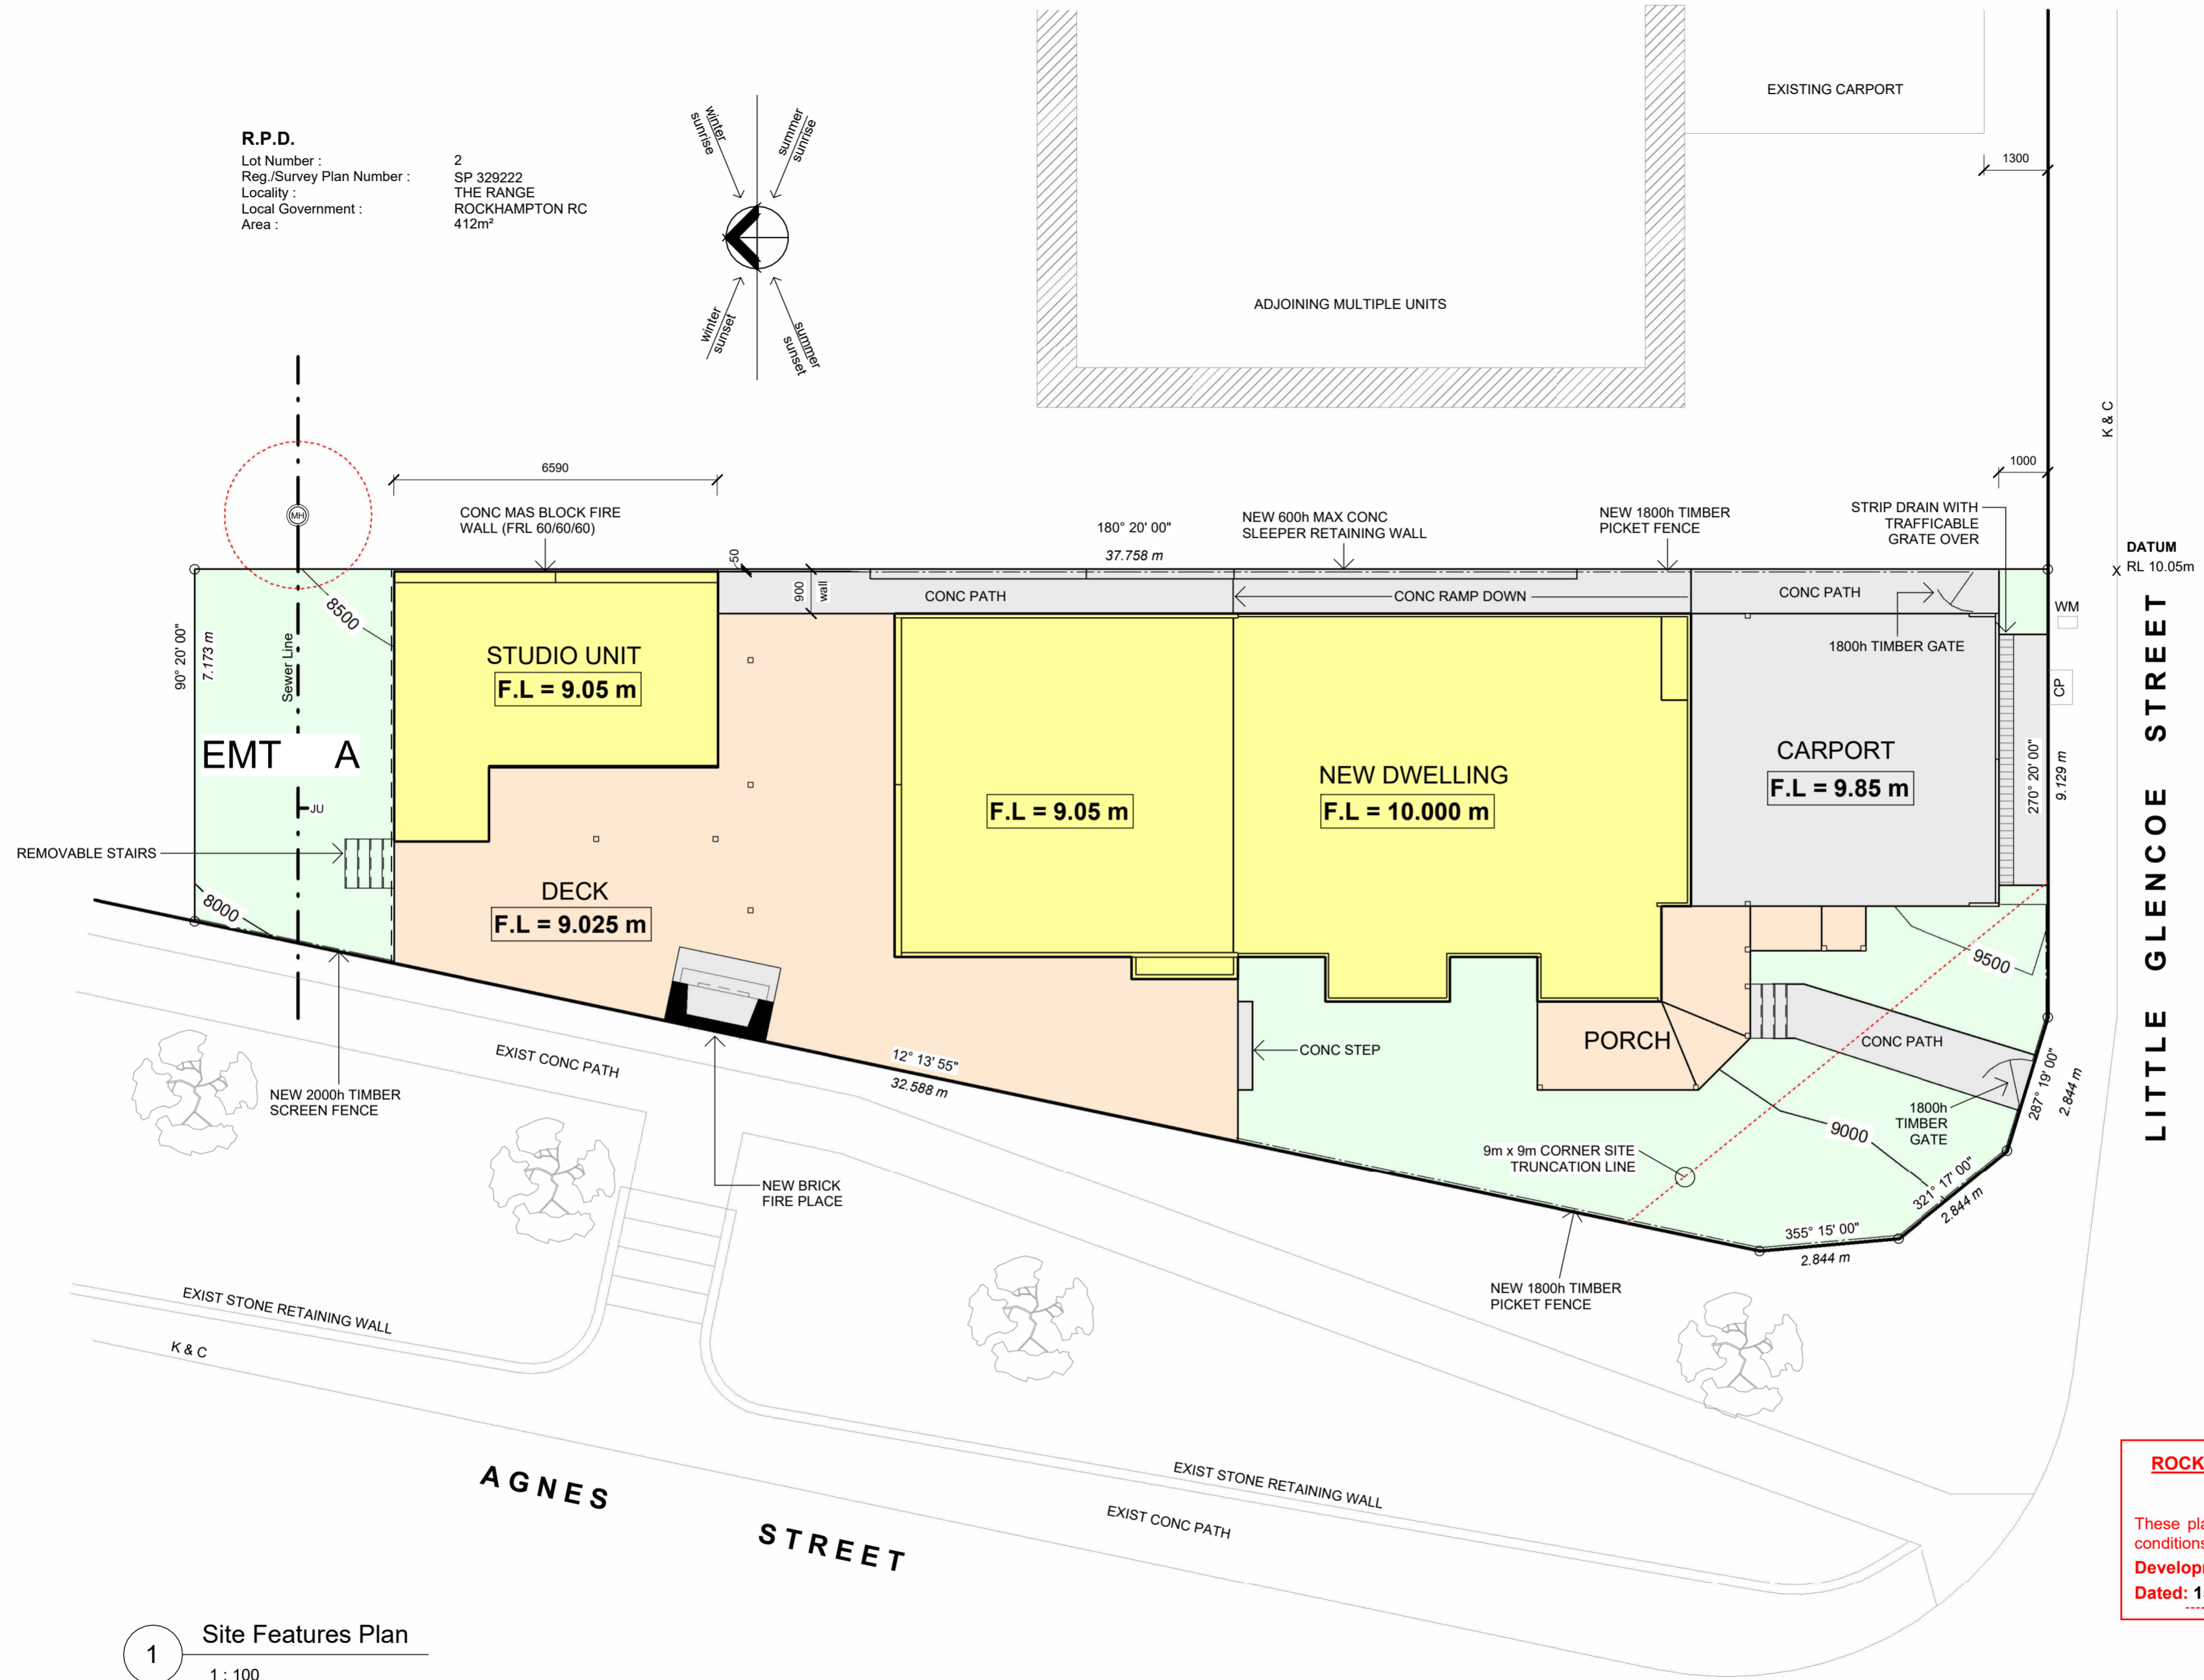 R.P.D.
Lot Number : 2
Reg./Survey Plan Number : SP 329222
Locality : THE RANGE
Local Government : ROCKHAMPTON RC
Area : 412m²
winter
sunrise
summer
sunrise
winter
sunset
summer
sunset
EXISTING CARPORT
1300
ADJOINING MULTIPLE UNITS
K & C
1000
6590
MH
CONC MAS BLOCK FIRE
WALL (FRL 60/60/60)
50
900
wall
180° 20' 00"
37.758 m
NEW 600h MAX CONC
SLEEPER RETAINING WALL
NEW 1800h TIMBER
PICKET FENCE
STRIP DRAIN WITH
TRAFFICABLE
GRATE OVER
DATUM
X RL 10.05m
WM
CP
8500
CONC PATH
CONC RAMP DOWN
CONC PATH
1800h TIMBER GATE
90° 20' 00"
7.173 m
Sewer Line
STUDIO UNIT
F.L = 9.05 m
EMT A
JU
REMOVABLE STAIRS
8000
DECK
F.L = 9.025 m
F.L = 9.05 m
NEW DWELLING
F.L = 10.000 m
CARPORT
F.L = 9.85 m
270° 20' 00"
9.129 m
LITTLE GLENCOE STREET
9500
CONC PATH
PORCH
CONC STEP
12° 13' 55"
32.588 m
EXIST CONC PATH
NEW 2000h TIMBER
SCREEN FENCE
NEW BRICK
FIRE PLACE
9m x 9m CORNER SITE
TRUNCATION LINE
9000
1800h
TIMBER
GATE
287° 19' 00"
2.844 m
321° 17' 00"
2.844 m
355° 15' 00"
2.844 m
NEW 1800h TIMBER
PICKET FENCE
EXIST STONE RETAINING WALL
K & C
AGNES
STREET
EXIST STONE RETAINING WALL
EXIST CONC PATH
ROCK
These pla
conditions
Develop
Dated: 1
1
Site Features Plan
1 : 100